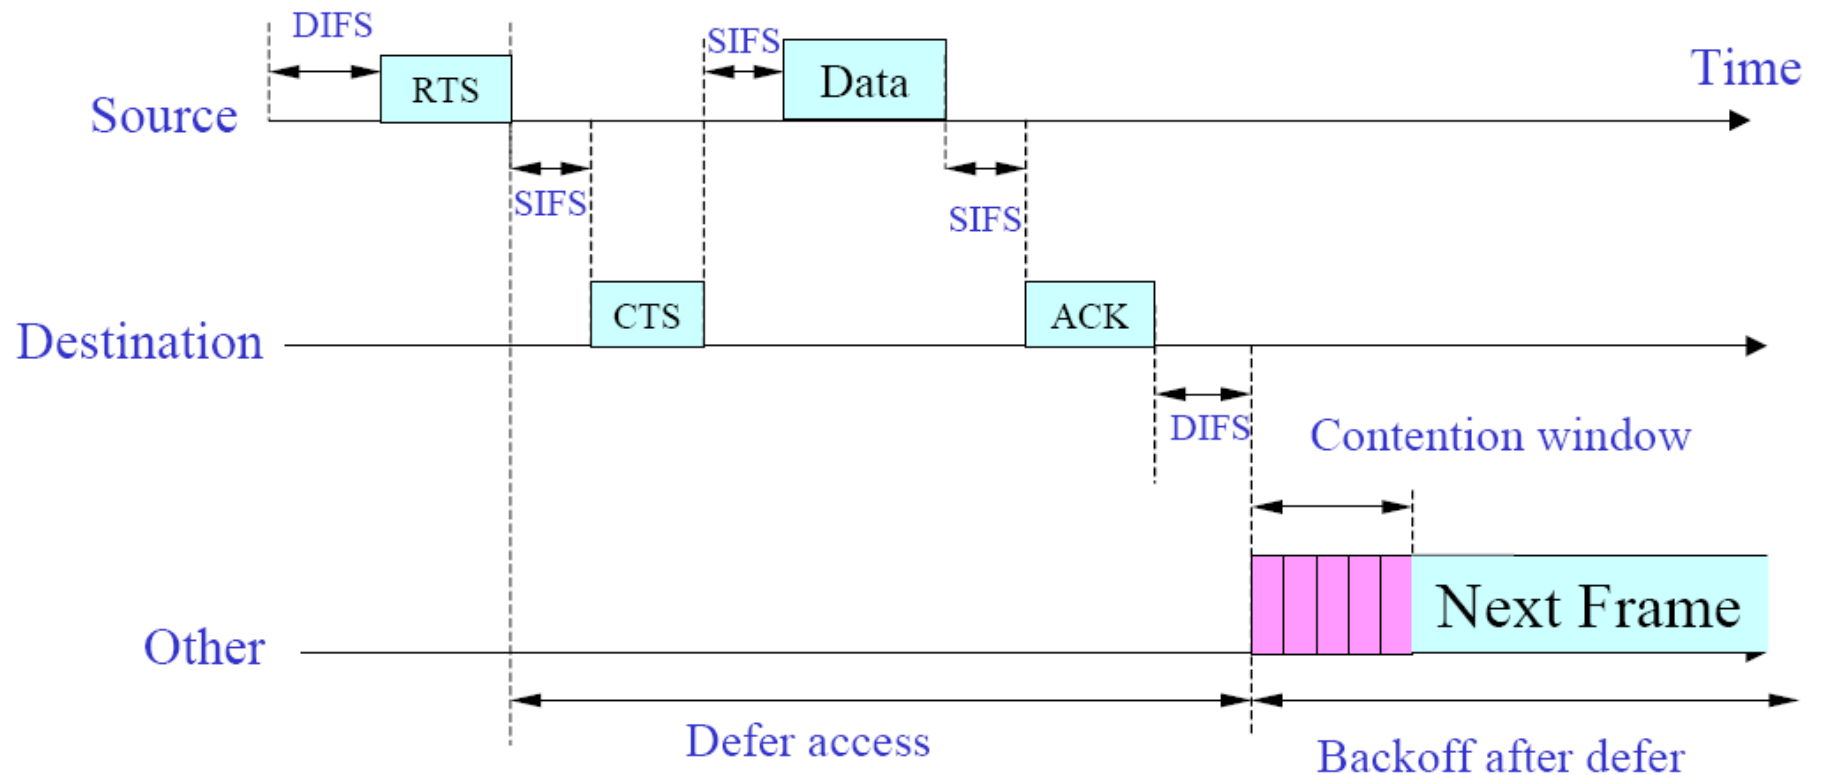 DIFS
SIFS
Time
RTS
Data
Source
SIFS
SIFS
CTS
ACK
Destination
DIFS
Contention window
Next Frame
Other
Defer access
Backoff after defer